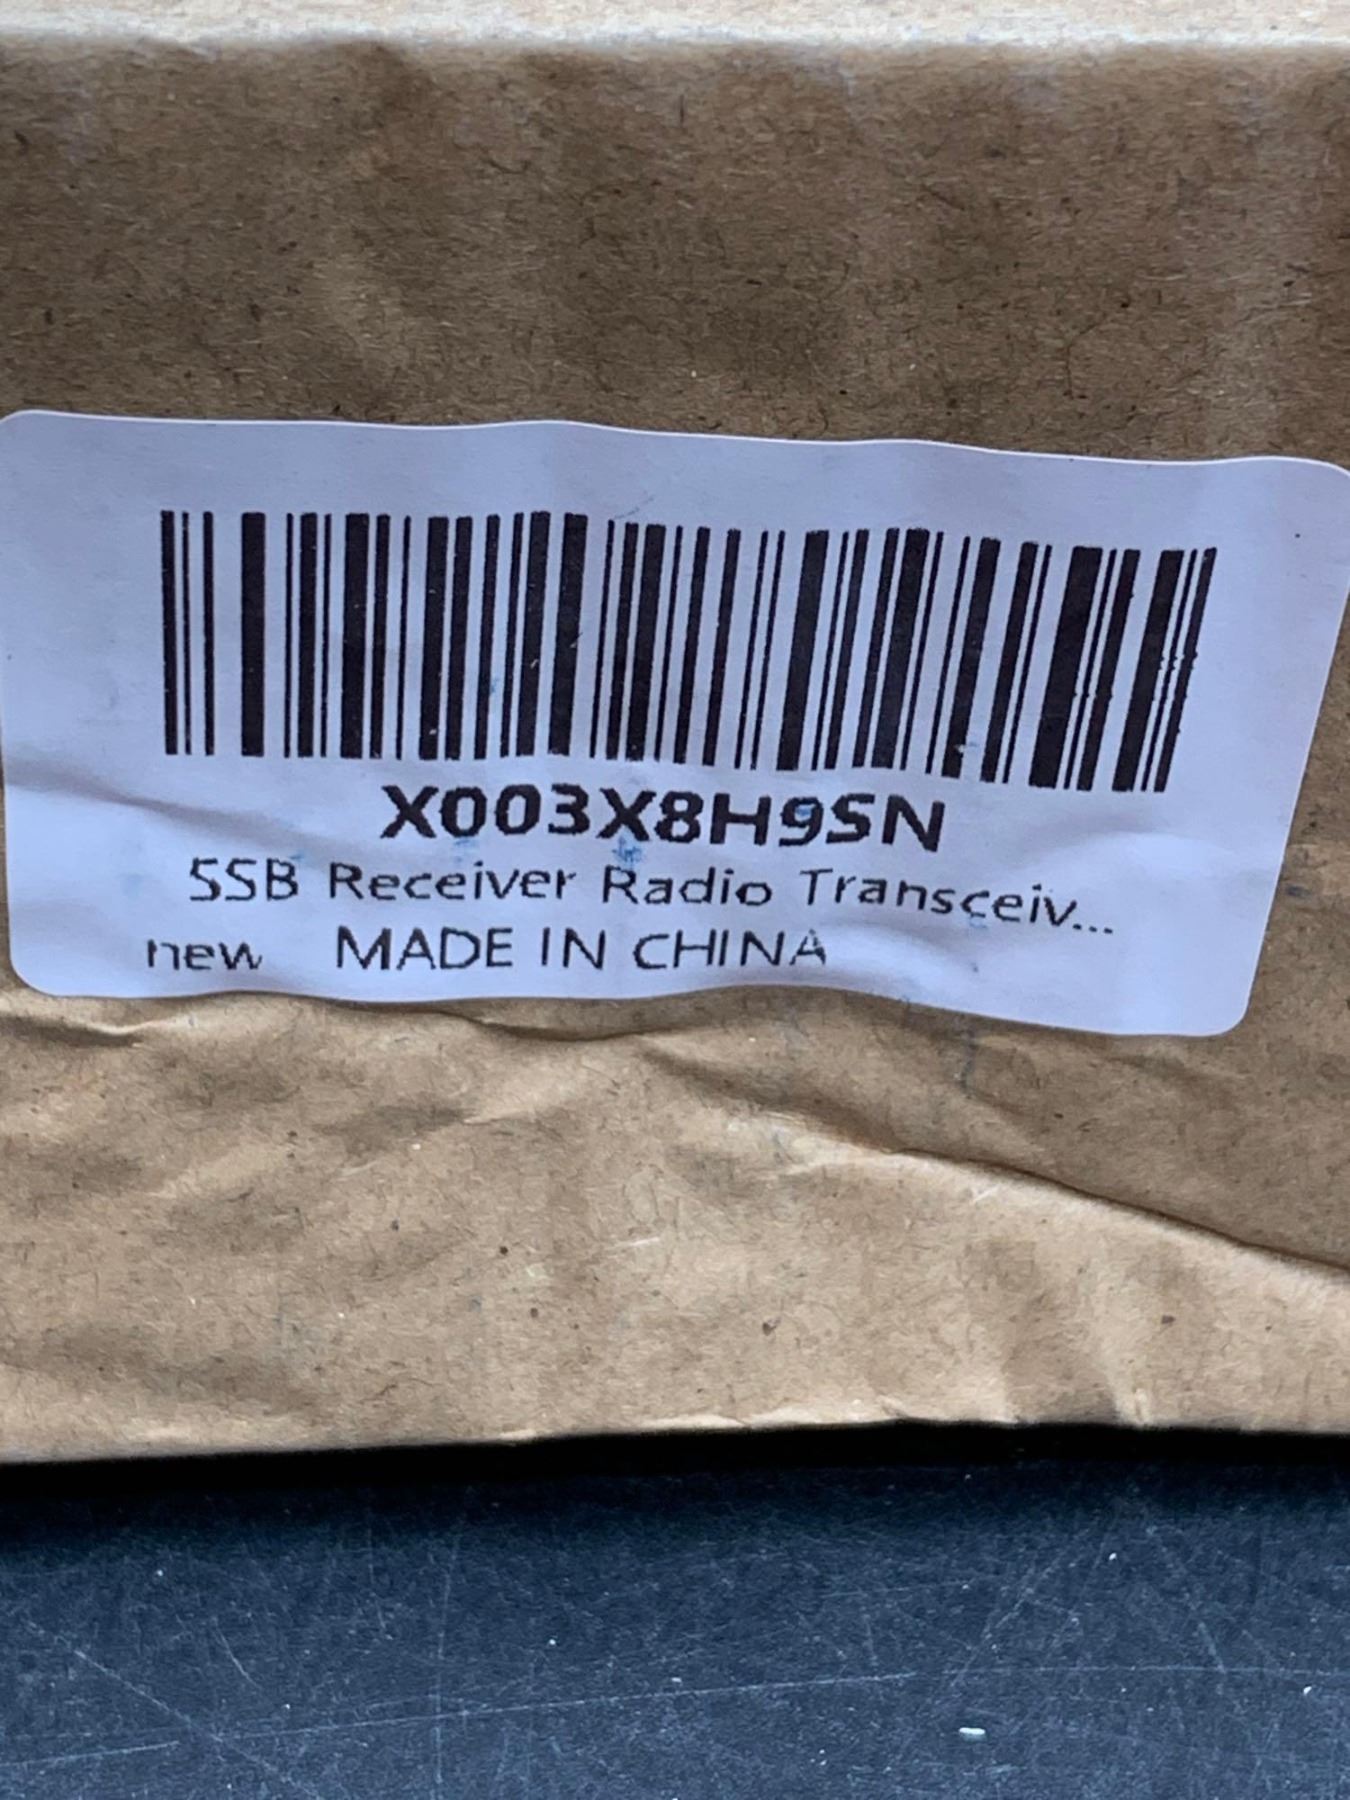 X003X8H9SN
SSB Receiver Radio Transceiv...
new MADE IN CHINA